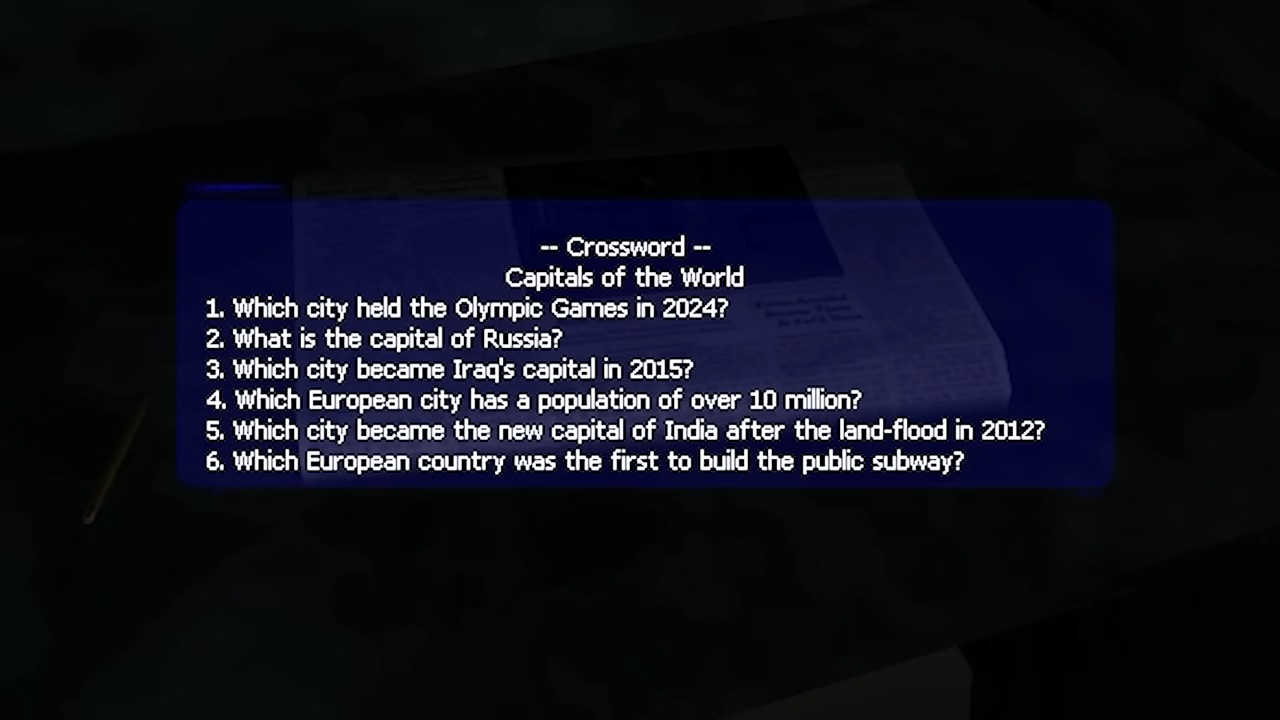 -- Crossword --
Capitals of the World
1. Which city held the Olympic Games in 2024?
2. What is the capital of Russia?
3. Which city became Iraq's capital in 2015?
4. Which European city has a population of over 10 million?
5. Which city became the new capital of India after the land-flood in 2012?
6. Which European country was the first to build the public subway?